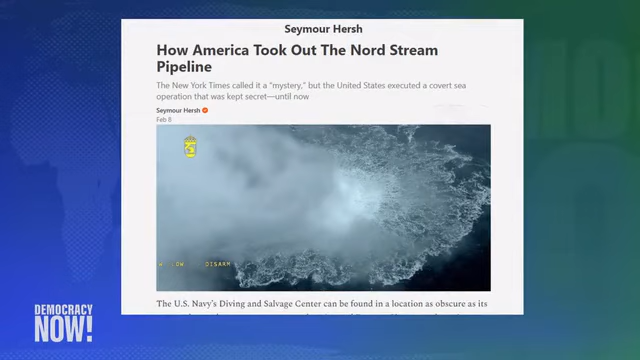 Seymour Hersh
How America Took Out The Nord Stream
Pipeline
The New York Times called it a "mystery," but the United States executed a covert sea
operation that was kept secret—until now
Seymour Hersh
Feb 8
DISARM
The U.S. Navy's Diving and Salvage Center can be found in a location as obscure as its
DEMOCRACY
NOW!